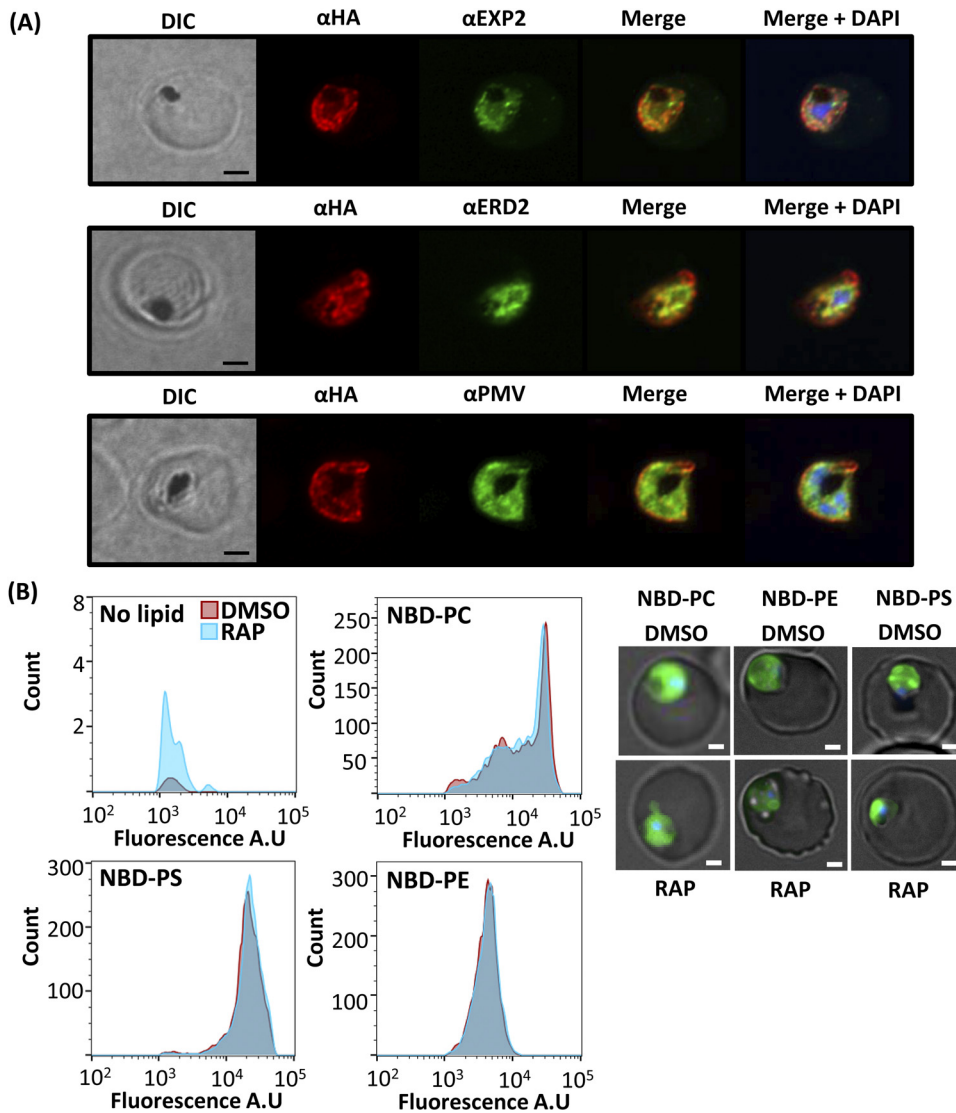 (A)
DIC αHA αEXP2 Merge Merge + DAPI
DIC αHA αERD2 Merge Merge + DAPI
DIC αHA αPMV Merge Merge + DAPI
(B)
No lipid
DMSO
RAP
Count
8
4
2
10² 10³ 10⁴ 10⁵
Fluorescence A.U
NBD-PC
Count
250
200
150
100
50
10² 10³ 10⁴ 10⁵
Fluorescence A.U
NBD-PC NBD-PE NBD-PS
DMSO DMSO DMSO
RAP RAP RAP
NBD-PS
Count
300
200
100
10² 10³ 10⁴ 10⁵
Fluorescence A.U
NBD-PE
Count
300
200
100
10² 10³ 10⁴ 10⁵
Fluorescence A.U